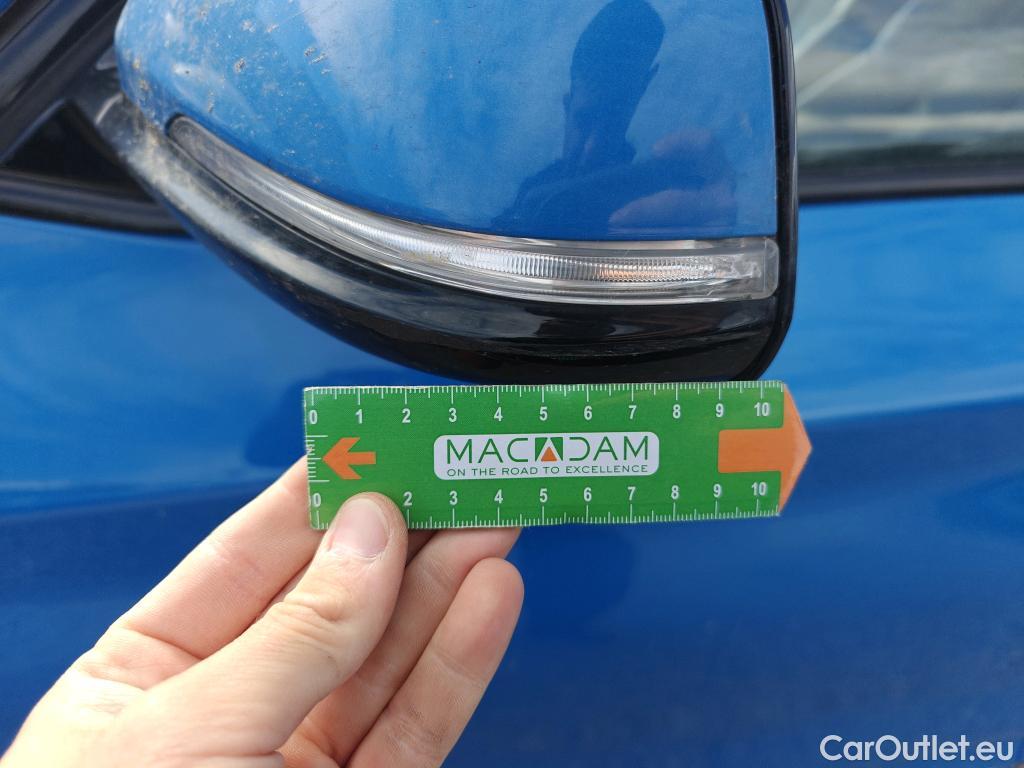 0 1 2 3 4 5 6 7 8 9 10
MACADAM
ON THE ROAD TO EXCELLENCE
0 2 3 4 5 6 7 8 9 10
CarOutlet.eu